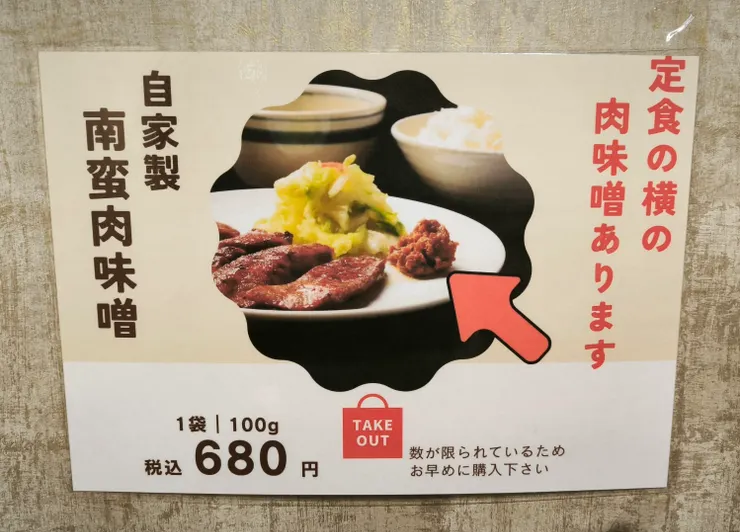 定食の横の
肉味噌あります
自家製
南蛮肉味噌
1袋｜100g
税込 680 円
TAKE
OUT
数が限られているため
お早めに購入下さい